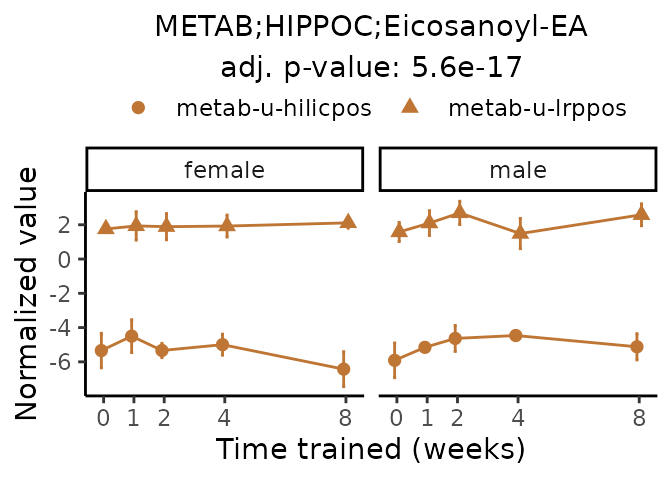 METAB;HIPPOC;Eicosanoyl-EA
adj. p-value: 5.6e-17
metab-u-hilicpos metab-u-lrppos
female male
Normalized value
2
0
-2
-4
-6
0 1 2 4 8 0 1 2 4 8
Time trained (weeks)